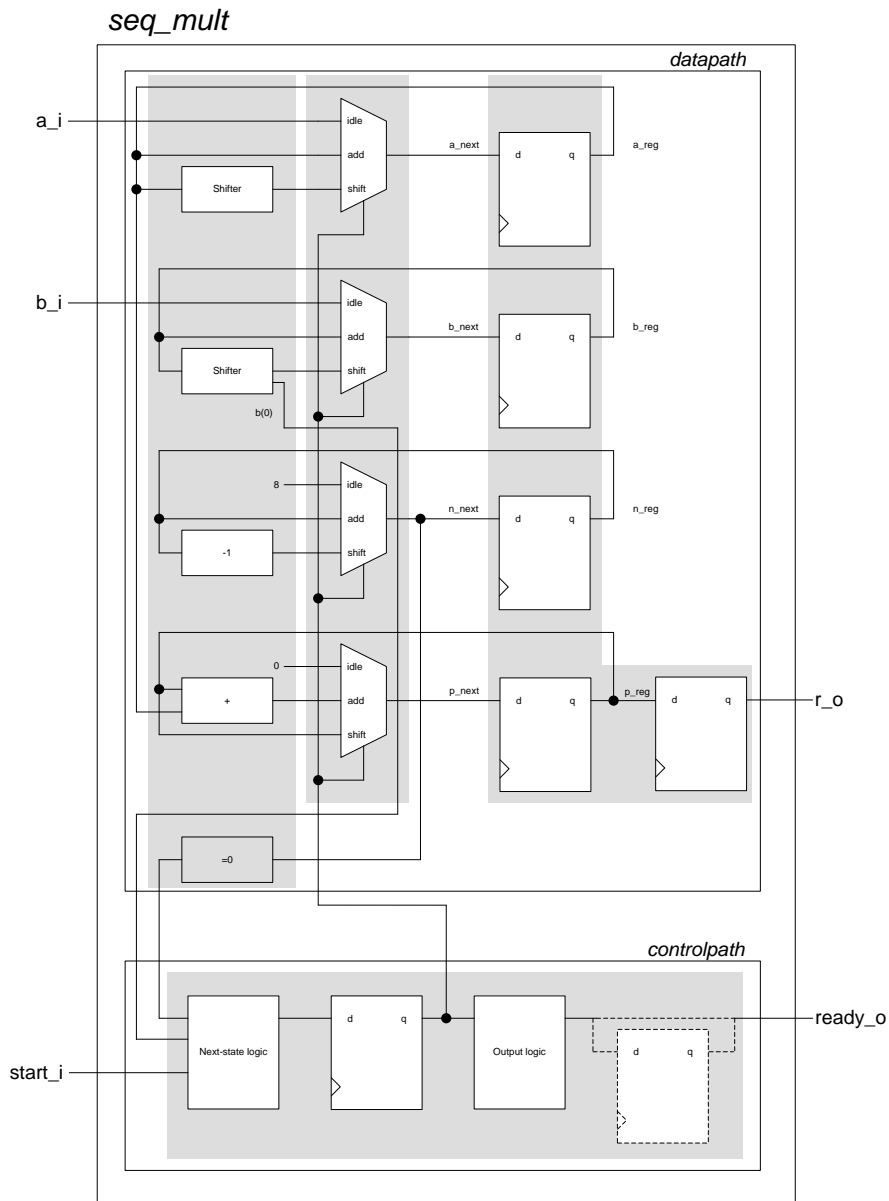 seq_mult
datapath
a_i
idle
add
shift
Shifter
a_next
d q
a_reg
b_i
idle
add
shift
Shifter
b(0)
b_next
d q
b_reg
8
idle
add
shift
-1
n_next
d q
n_reg
0
idle
add
shift
+
p_next
d q
p_reg
d q
r_o
=0
controlpath
start_i
Next-state logic
d q
Output logic
d q
ready_o